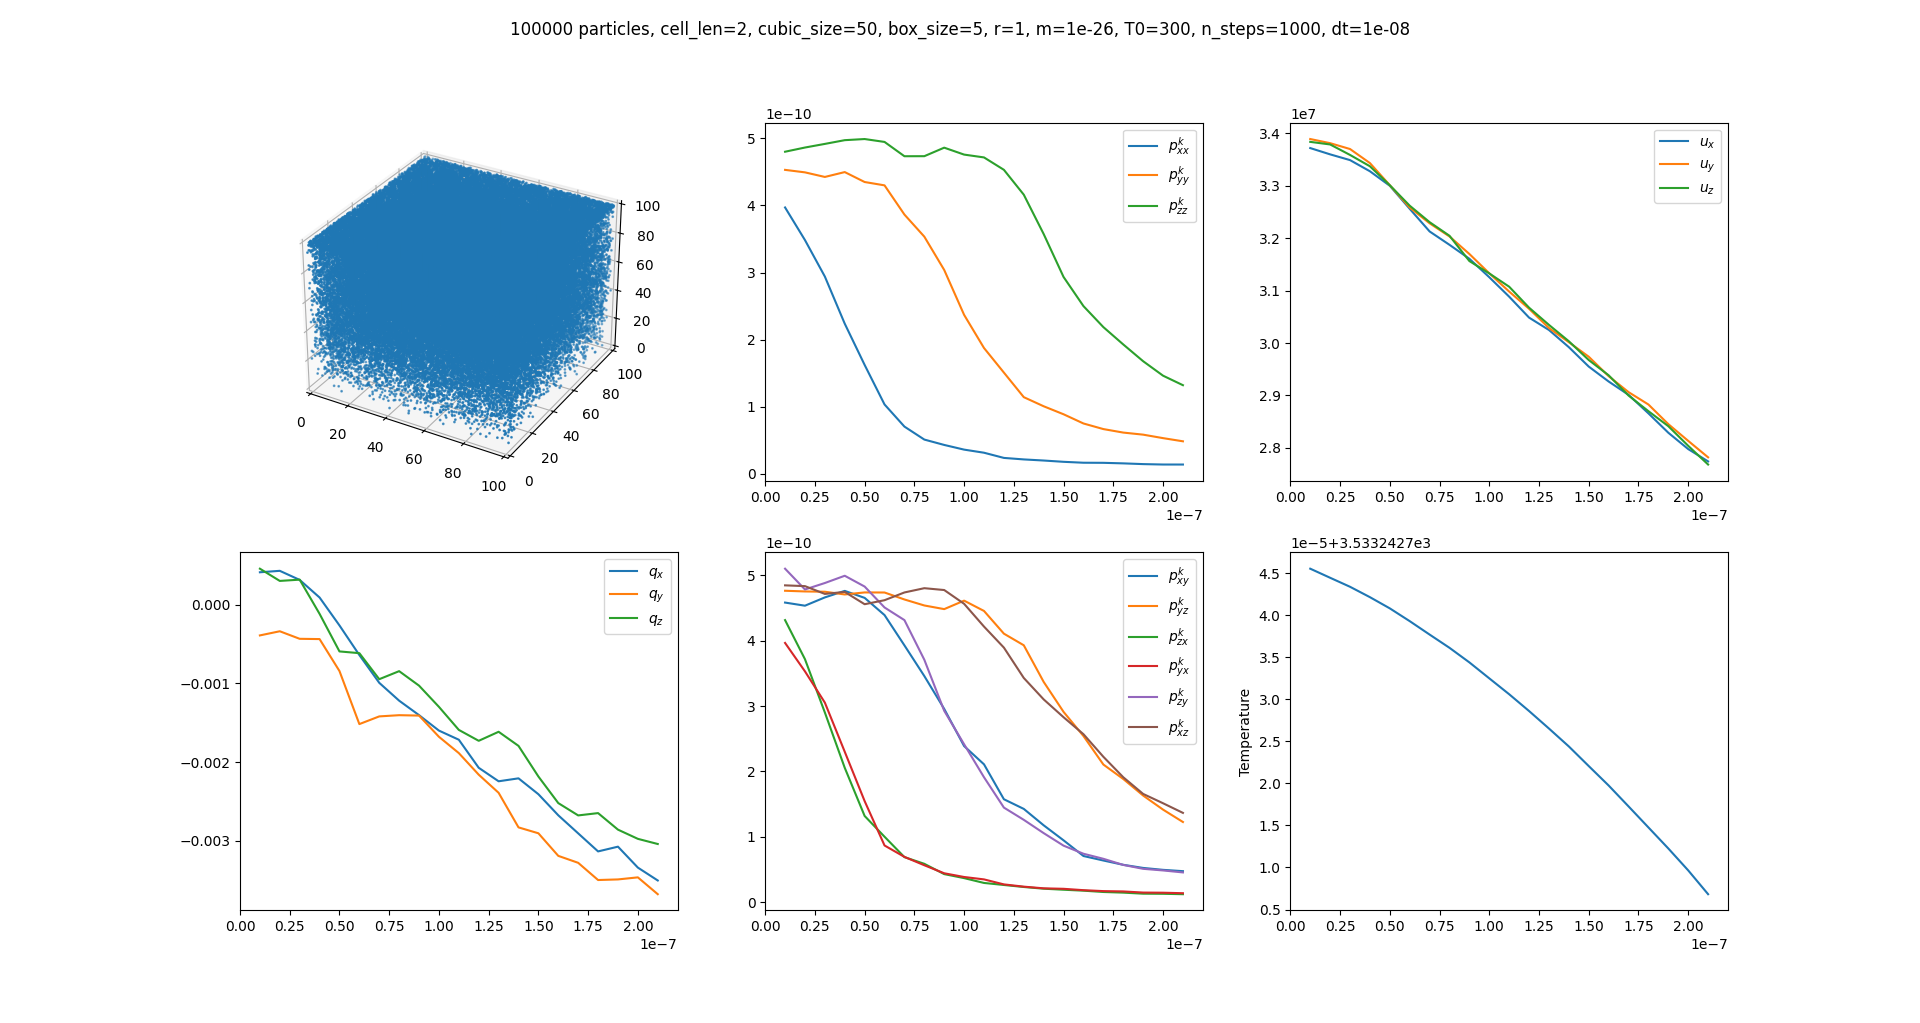 100000 particles, cell_len=2, cubic_size=50, box_size=5, r=1, m=1e-26, T0=300, n_steps=1000, dt=1e-08
100
80
60
40
20
0
0
20
40
60
80
100
0
20
40
60
80
100
1e−10
5
4
3
2
1
0
0.00 0.25 0.50 0.75 1.00 1.25 1.50 1.75 2.00
1e−7
p^k_xx
p^k_yy
p^k_zz
1e7
3.4
3.3
3.2
3.1
3.0
2.9
2.8
0.00 0.25 0.50 0.75 1.00 1.25 1.50 1.75 2.00
1e−7
u_x
u_y
u_z
0.000
−0.001
−0.002
−0.003
0.00 0.25 0.50 0.75 1.00 1.25 1.50 1.75 2.00
1e−7
q_x
q_y
q_z
1e−10
5
4
3
2
1
0
0.00 0.25 0.50 0.75 1.00 1.25 1.50 1.75 2.00
1e−7
p^k_xy
p^k_yz
p^k_zx
p^k_yx
p^k_zy
p^k_xz
1e−5+3.5332427e3
Temperature
4.5
4.0
3.5
3.0
2.5
2.0
1.5
1.0
0.5
0.00 0.25 0.50 0.75 1.00 1.25 1.50 1.75 2.00
1e−7